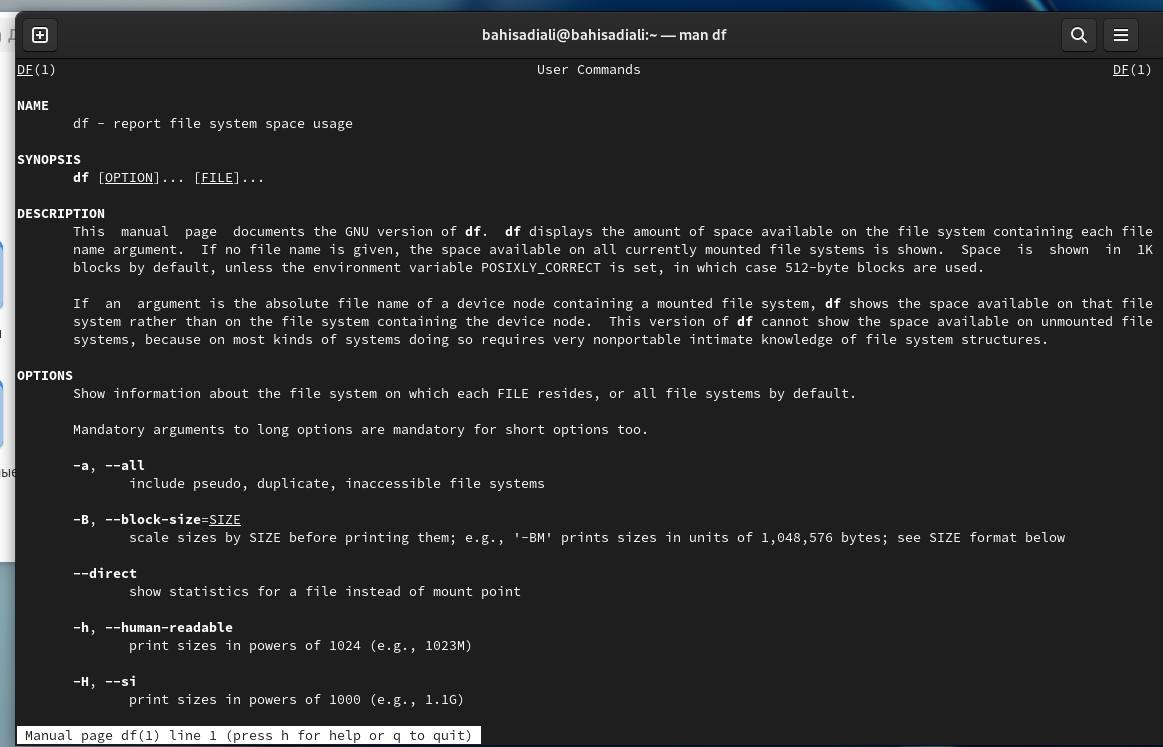 bahisadiali@bahisadiali:~ — man df
DF(1) User Commands DF(1)
NAME
df - report file system space usage
SYNOPSIS
df [OPTION]... [FILE]...
DESCRIPTION
This manual page documents the GNU version of df. df displays the amount of space available on the file system containing each file
name argument. If no file name is given, the space available on all currently mounted file systems is shown. Space is shown in 1K
blocks by default, unless the environment variable POSIXLY_CORRECT is set, in which case 512-byte blocks are used.
If an argument is the absolute file name of a device node containing a mounted file system, df shows the space available on that file
system rather than on the file system containing the device node. This version of df cannot show the space available on unmounted file
systems, because on most kinds of systems doing so requires very nonportable intimate knowledge of file system structures.
OPTIONS
Show information about the file system on which each FILE resides, or all file systems by default.
Mandatory arguments to long options are mandatory for short options too.
-a, --all
include pseudo, duplicate, inaccessible file systems
-B, --block-size=SIZE
scale sizes by SIZE before printing them; e.g., '-BM' prints sizes in units of 1,048,576 bytes; see SIZE format below
--direct
show statistics for a file instead of mount point
-h, --human-readable
print sizes in powers of 1024 (e.g., 1023M)
-H, --si
print sizes in powers of 1000 (e.g., 1.1G)
Manual page df(1) line 1 (press h for help or q to quit)